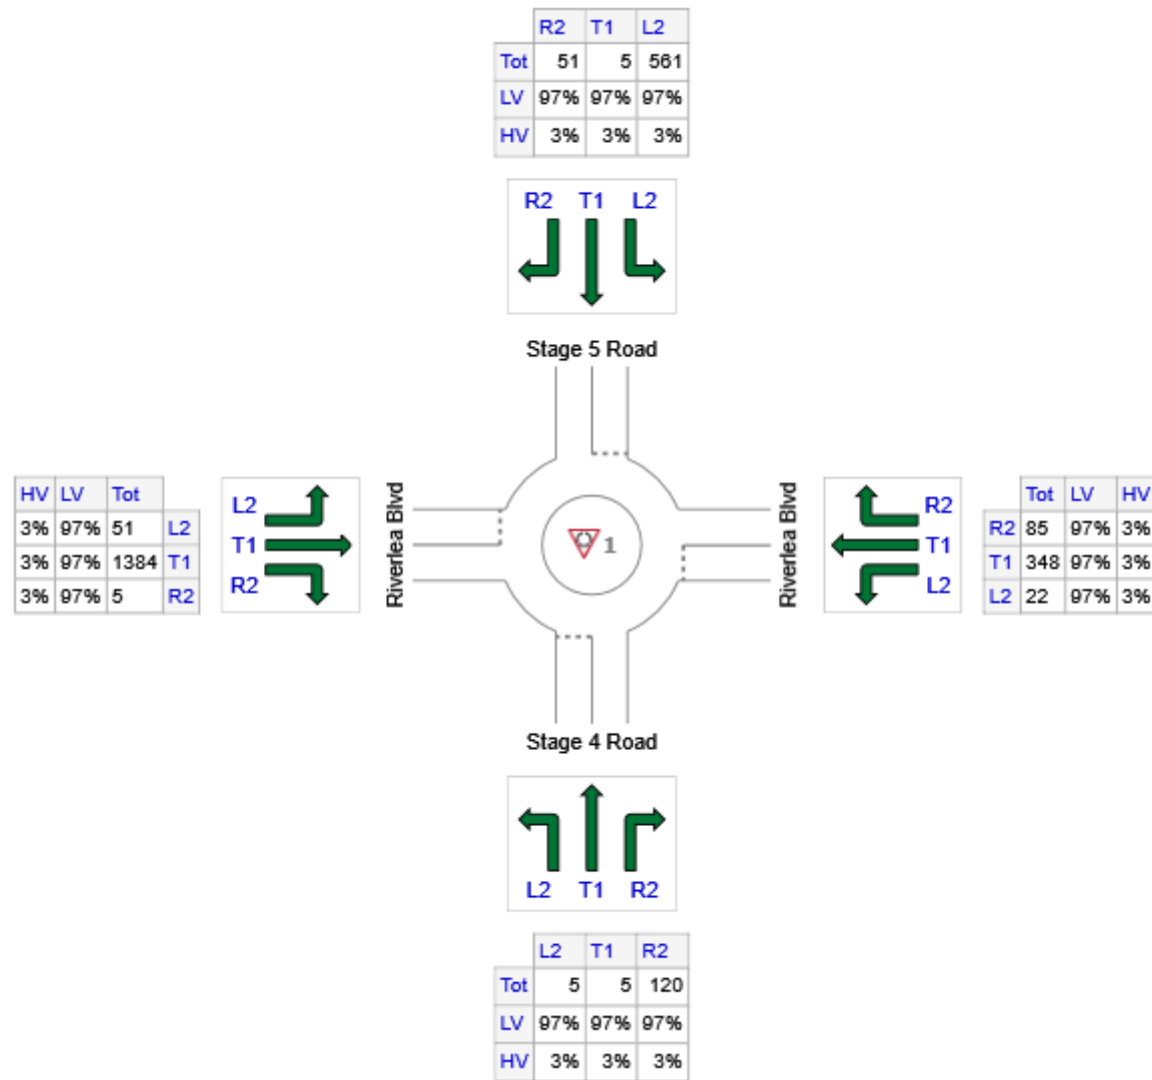 R2 T1 L2
Tot 51 5 561
LV 97% 97% 97%
HV 3% 3% 3%
R2 T1 L2
Stage 5 Road
HV LV Tot
3% 97% 51 L2
3% 97% 1384 T1
3% 97% 5 R2
L2
T1
R2
Riverlea Blvd
1
Riverlea Blvd
R2
T1
L2
Tot LV HV
R2 85 97% 3%
T1 348 97% 3%
L2 22 97% 3%
Stage 4 Road
L2 T1 R2
L2 T1 R2
Tot 5 5 120
LV 97% 97% 97%
HV 3% 3% 3%